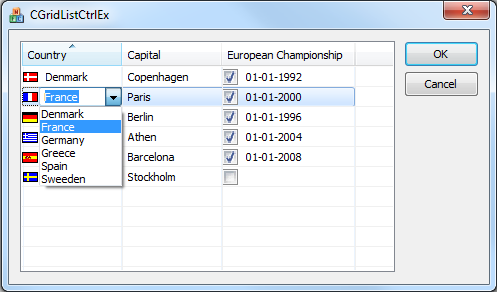 CGridListCtrlEx
Country Capital European Championship
Denmark Copenhagen 01-01-1992
France Paris 01-01-2000
Berlin 01-01-1996
Athen 01-01-2004
Barcelona 01-01-2008
Stockholm
Denmark
France
Germany
Greece
Spain
Sweeden
OK
Cancel